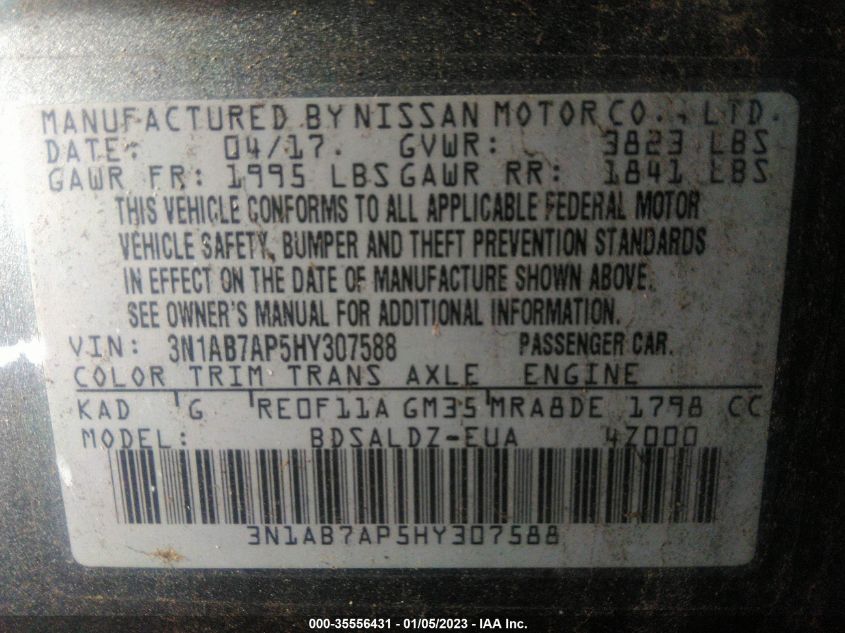 MANUFACTURED BY NISSAN MOTOR CO., LTD.
DATE: 04/17. GVWR: 3823 LBS
GAWR FR: 1995 LBS GAWR RR: 1841 LBS
THIS VEHICLE CONFORMS TO ALL APPLICABLE FEDERAL MOTOR
VEHICLE SAFETY, BUMPER AND THEFT PREVENTION STANDARDS
IN EFFECT ON THE DATE OF MANUFACTURE SHOWN ABOVE.
SEE OWNER'S MANUAL FOR ADDITIONAL INFORMATION.
VIN: 3N1AB7AP5HY307588 PASSENGER CAR.
COLOR TRIM TRANS AXLE ENGINE
KAD G RE0F11A GM35 MRA8DE 1798 CC
MODEL: BDSALDZ-EUA 4Z000
3N1AB7AP5HY307588
000-35556431 - 01/05/2023 - IAA Inc.